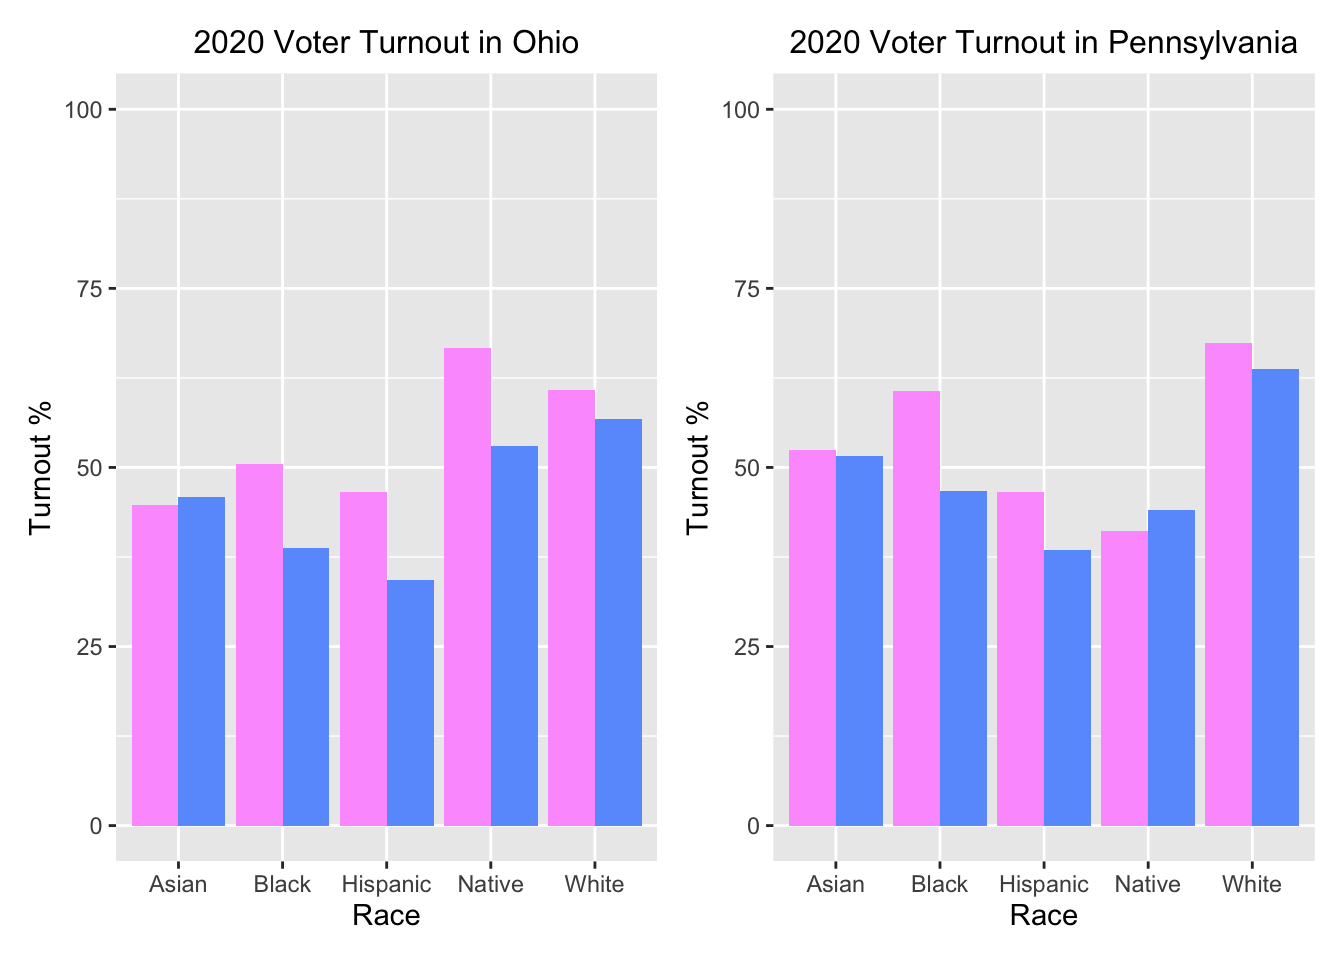 2020 Voter Turnout in Ohio
100
75
50
25
0
Turnout %
Asian Black Hispanic Native White
Race
2020 Voter Turnout in Pennsylvania
100
75
50
25
0
Turnout %
Asian Black Hispanic Native White
Race